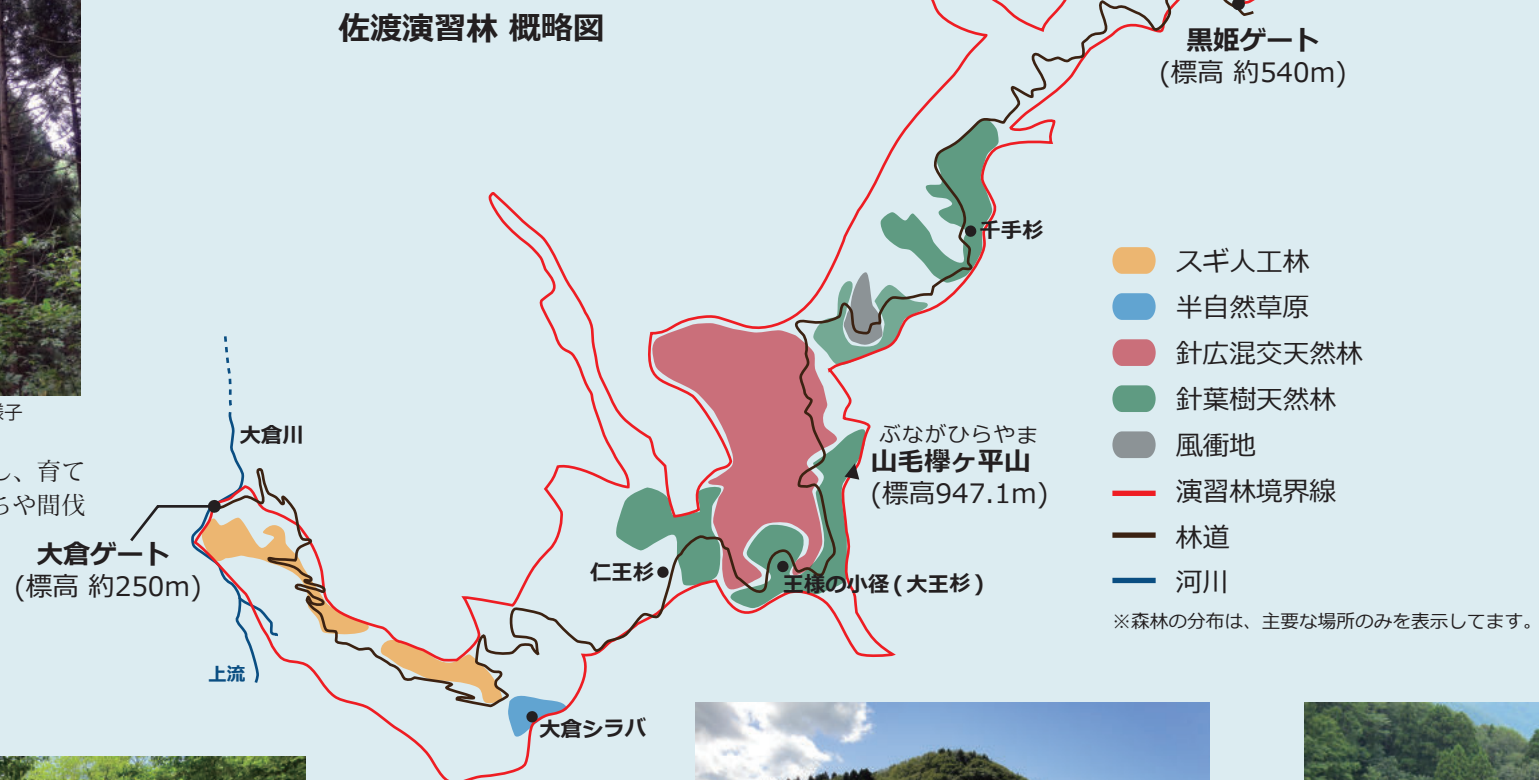 佐渡演習林 概略図
黒姫ゲート
(標高 約540m)
千手杉
スギ人工林
半自然草原
針広混交天然林
針葉樹天然林
風衝地
演習林境界線
林道
河川
※森林の分布は、主要な場所のみを表示してます。
ぶながひらやま
山毛欅ヶ平山
(標高947.1m)
様子
大倉川
し、育て
ちや間伐
大倉ゲート
(標高 約250m)
仁王杉
王様の小径 ( 大王杉 )
上流
大倉シラバ